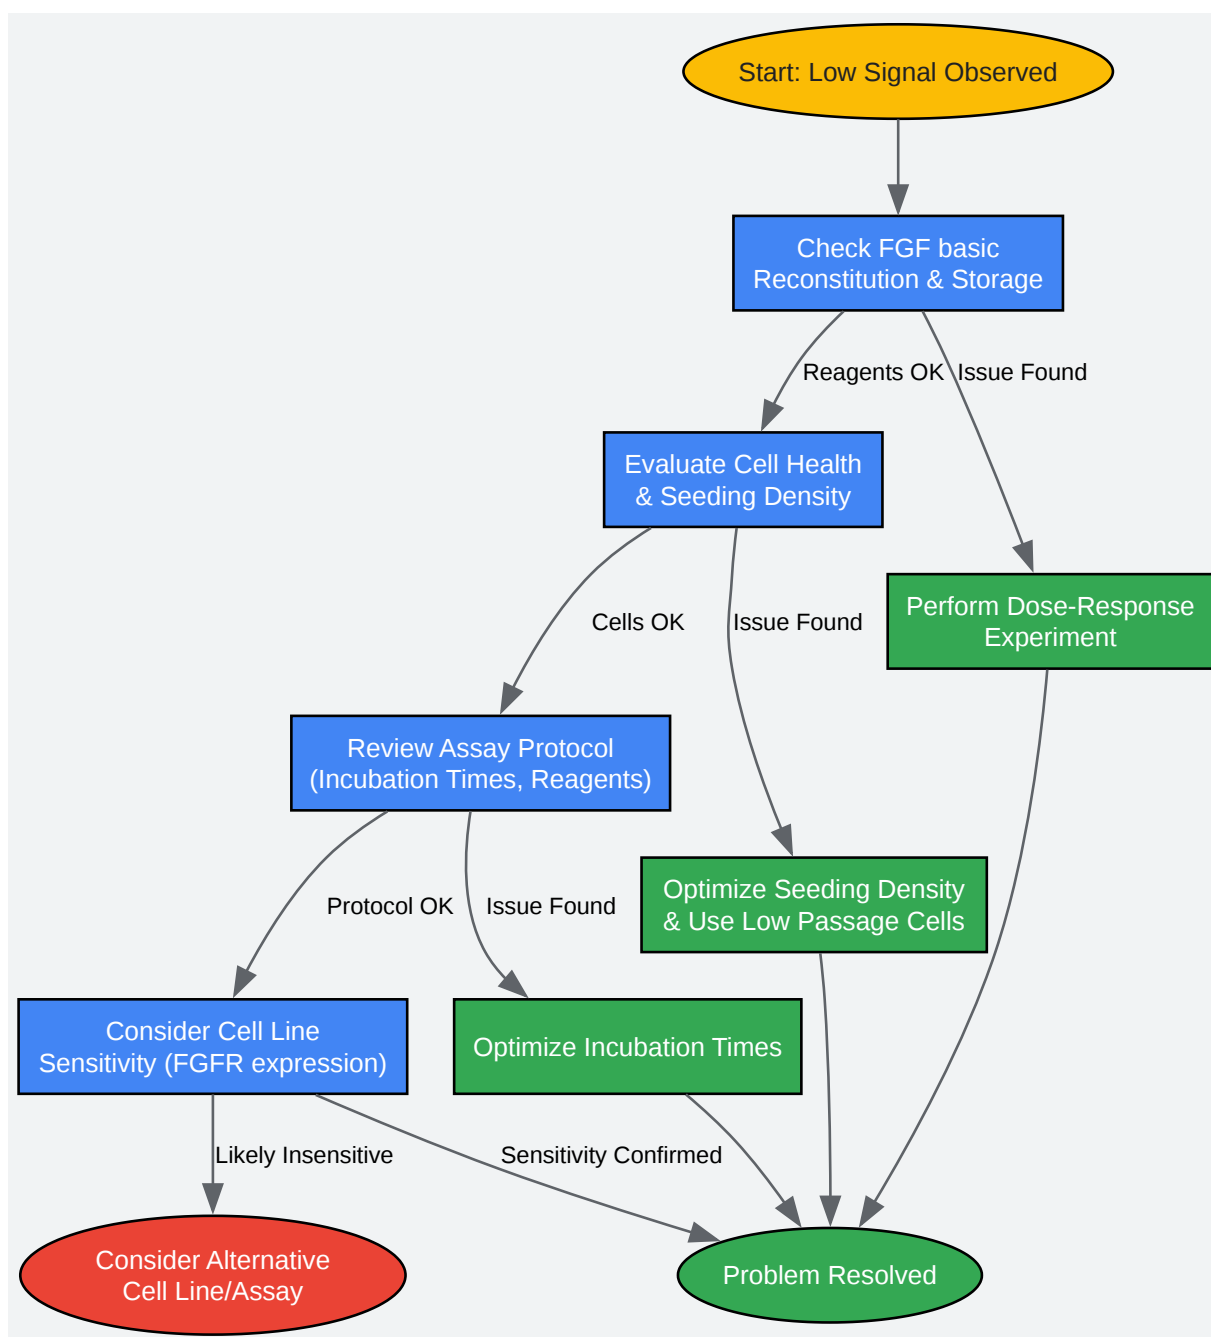 Start: Low Signal Observed
Check FGF basic
Reconstitution & Storage
Reagents OK
Issue Found
Evaluate Cell Health
& Seeding Density
Perform Dose-Response
Experiment
Cells OK
Issue Found
Review Assay Protocol
(Incubation Times, Reagents)
Optimize Seeding Density
& Use Low Passage Cells
Protocol OK
Issue Found
Consider Cell Line
Sensitivity (FGFR expression)
Optimize Incubation Times
Likely Insensitive
Sensitivity Confirmed
Consider Alternative
Cell Line/Assay
Problem Resolved